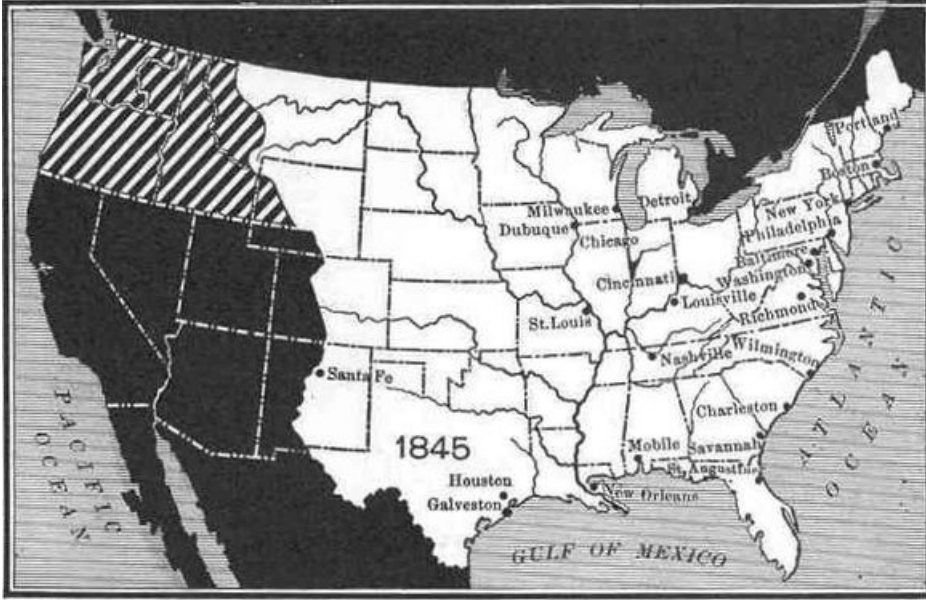 Portland
Boston
New York
Philadelphia
Baltimore
Washington
Richmond
Wilmington
Charleston
Savannah
St. Augustine
Milwaukee
Detroit
Dubuque
Chicago
Cincinnati
Louisville
St. Louis
Nashville
Santa Fe
1845
Mobile
Houston
Galveston
New Orleans
GULF OF MEXICO
PACIFIC
OCEAN
ATLANTIC
OCEAN